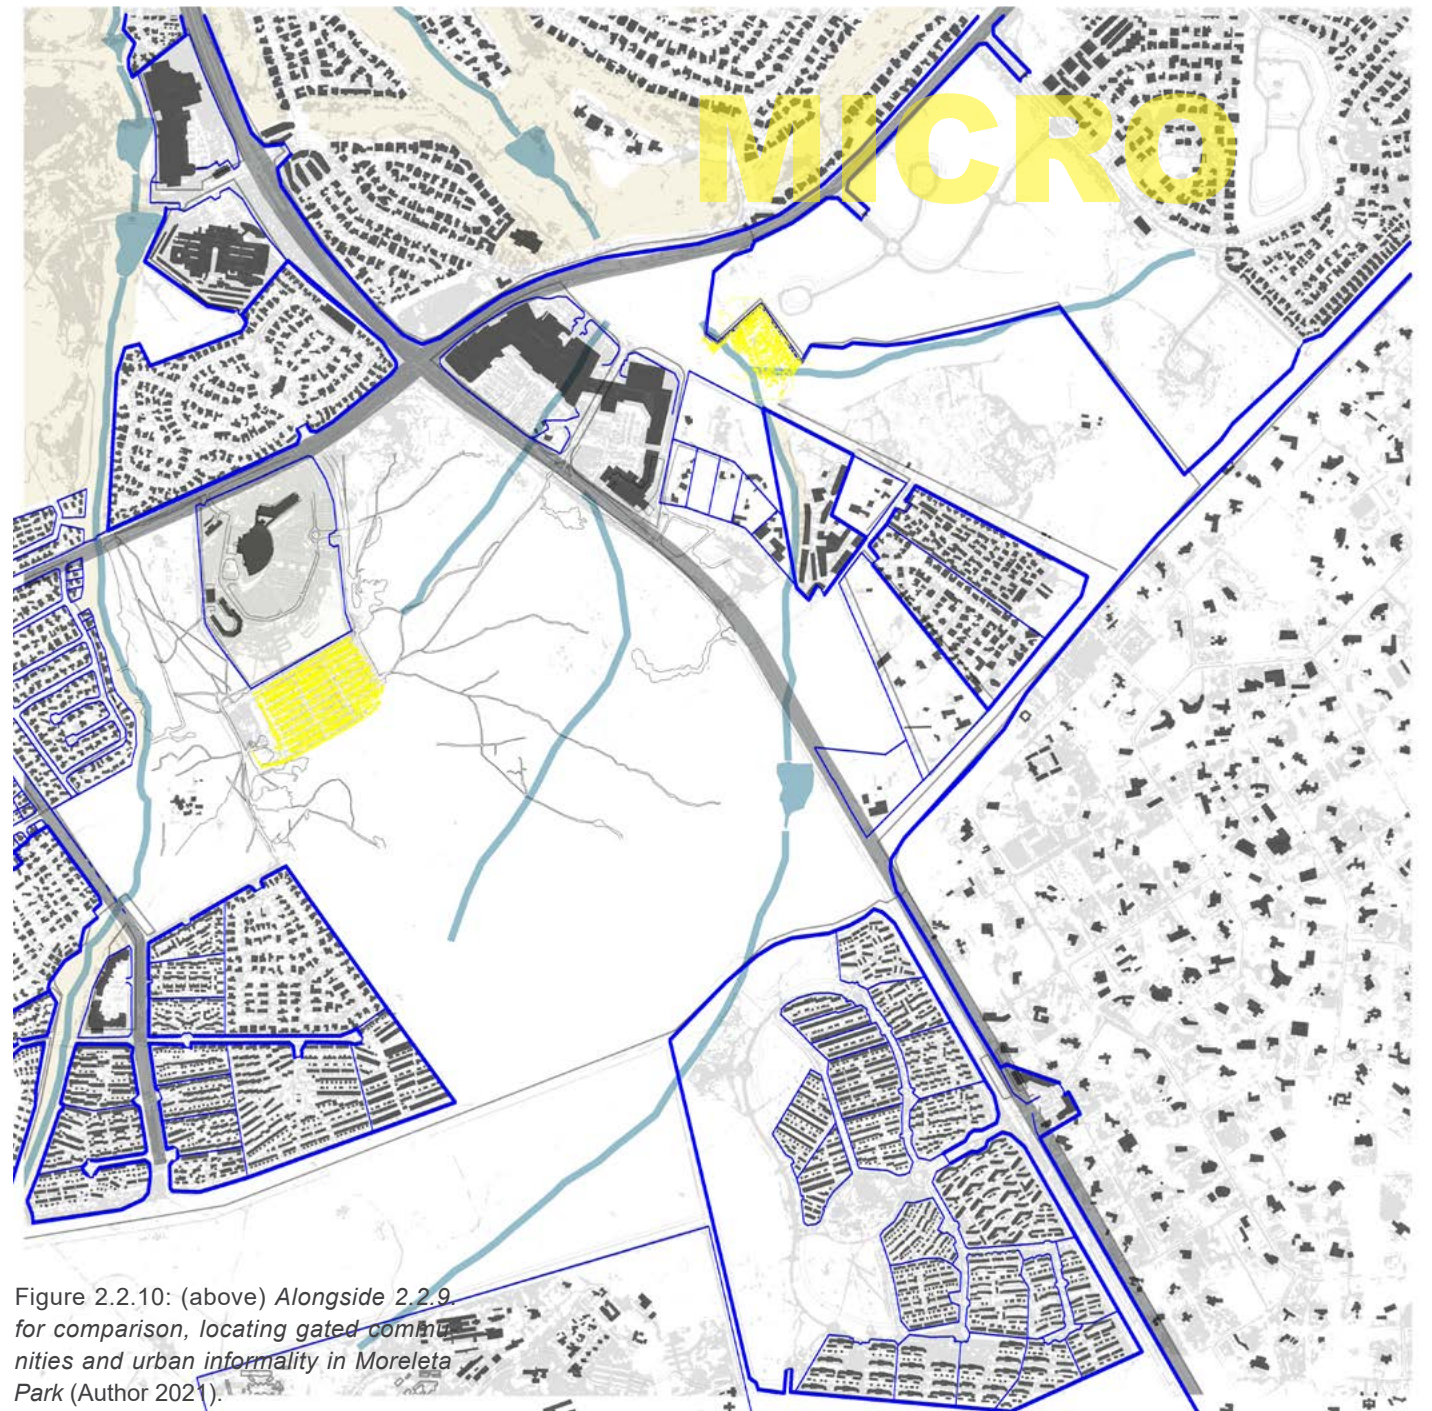 MICRO
Figure 2.2.10: (above) Alongside 2.2.9.
for comparison, locating gated commu-
nities and urban informality in Moreleta
Park (Author 2021).